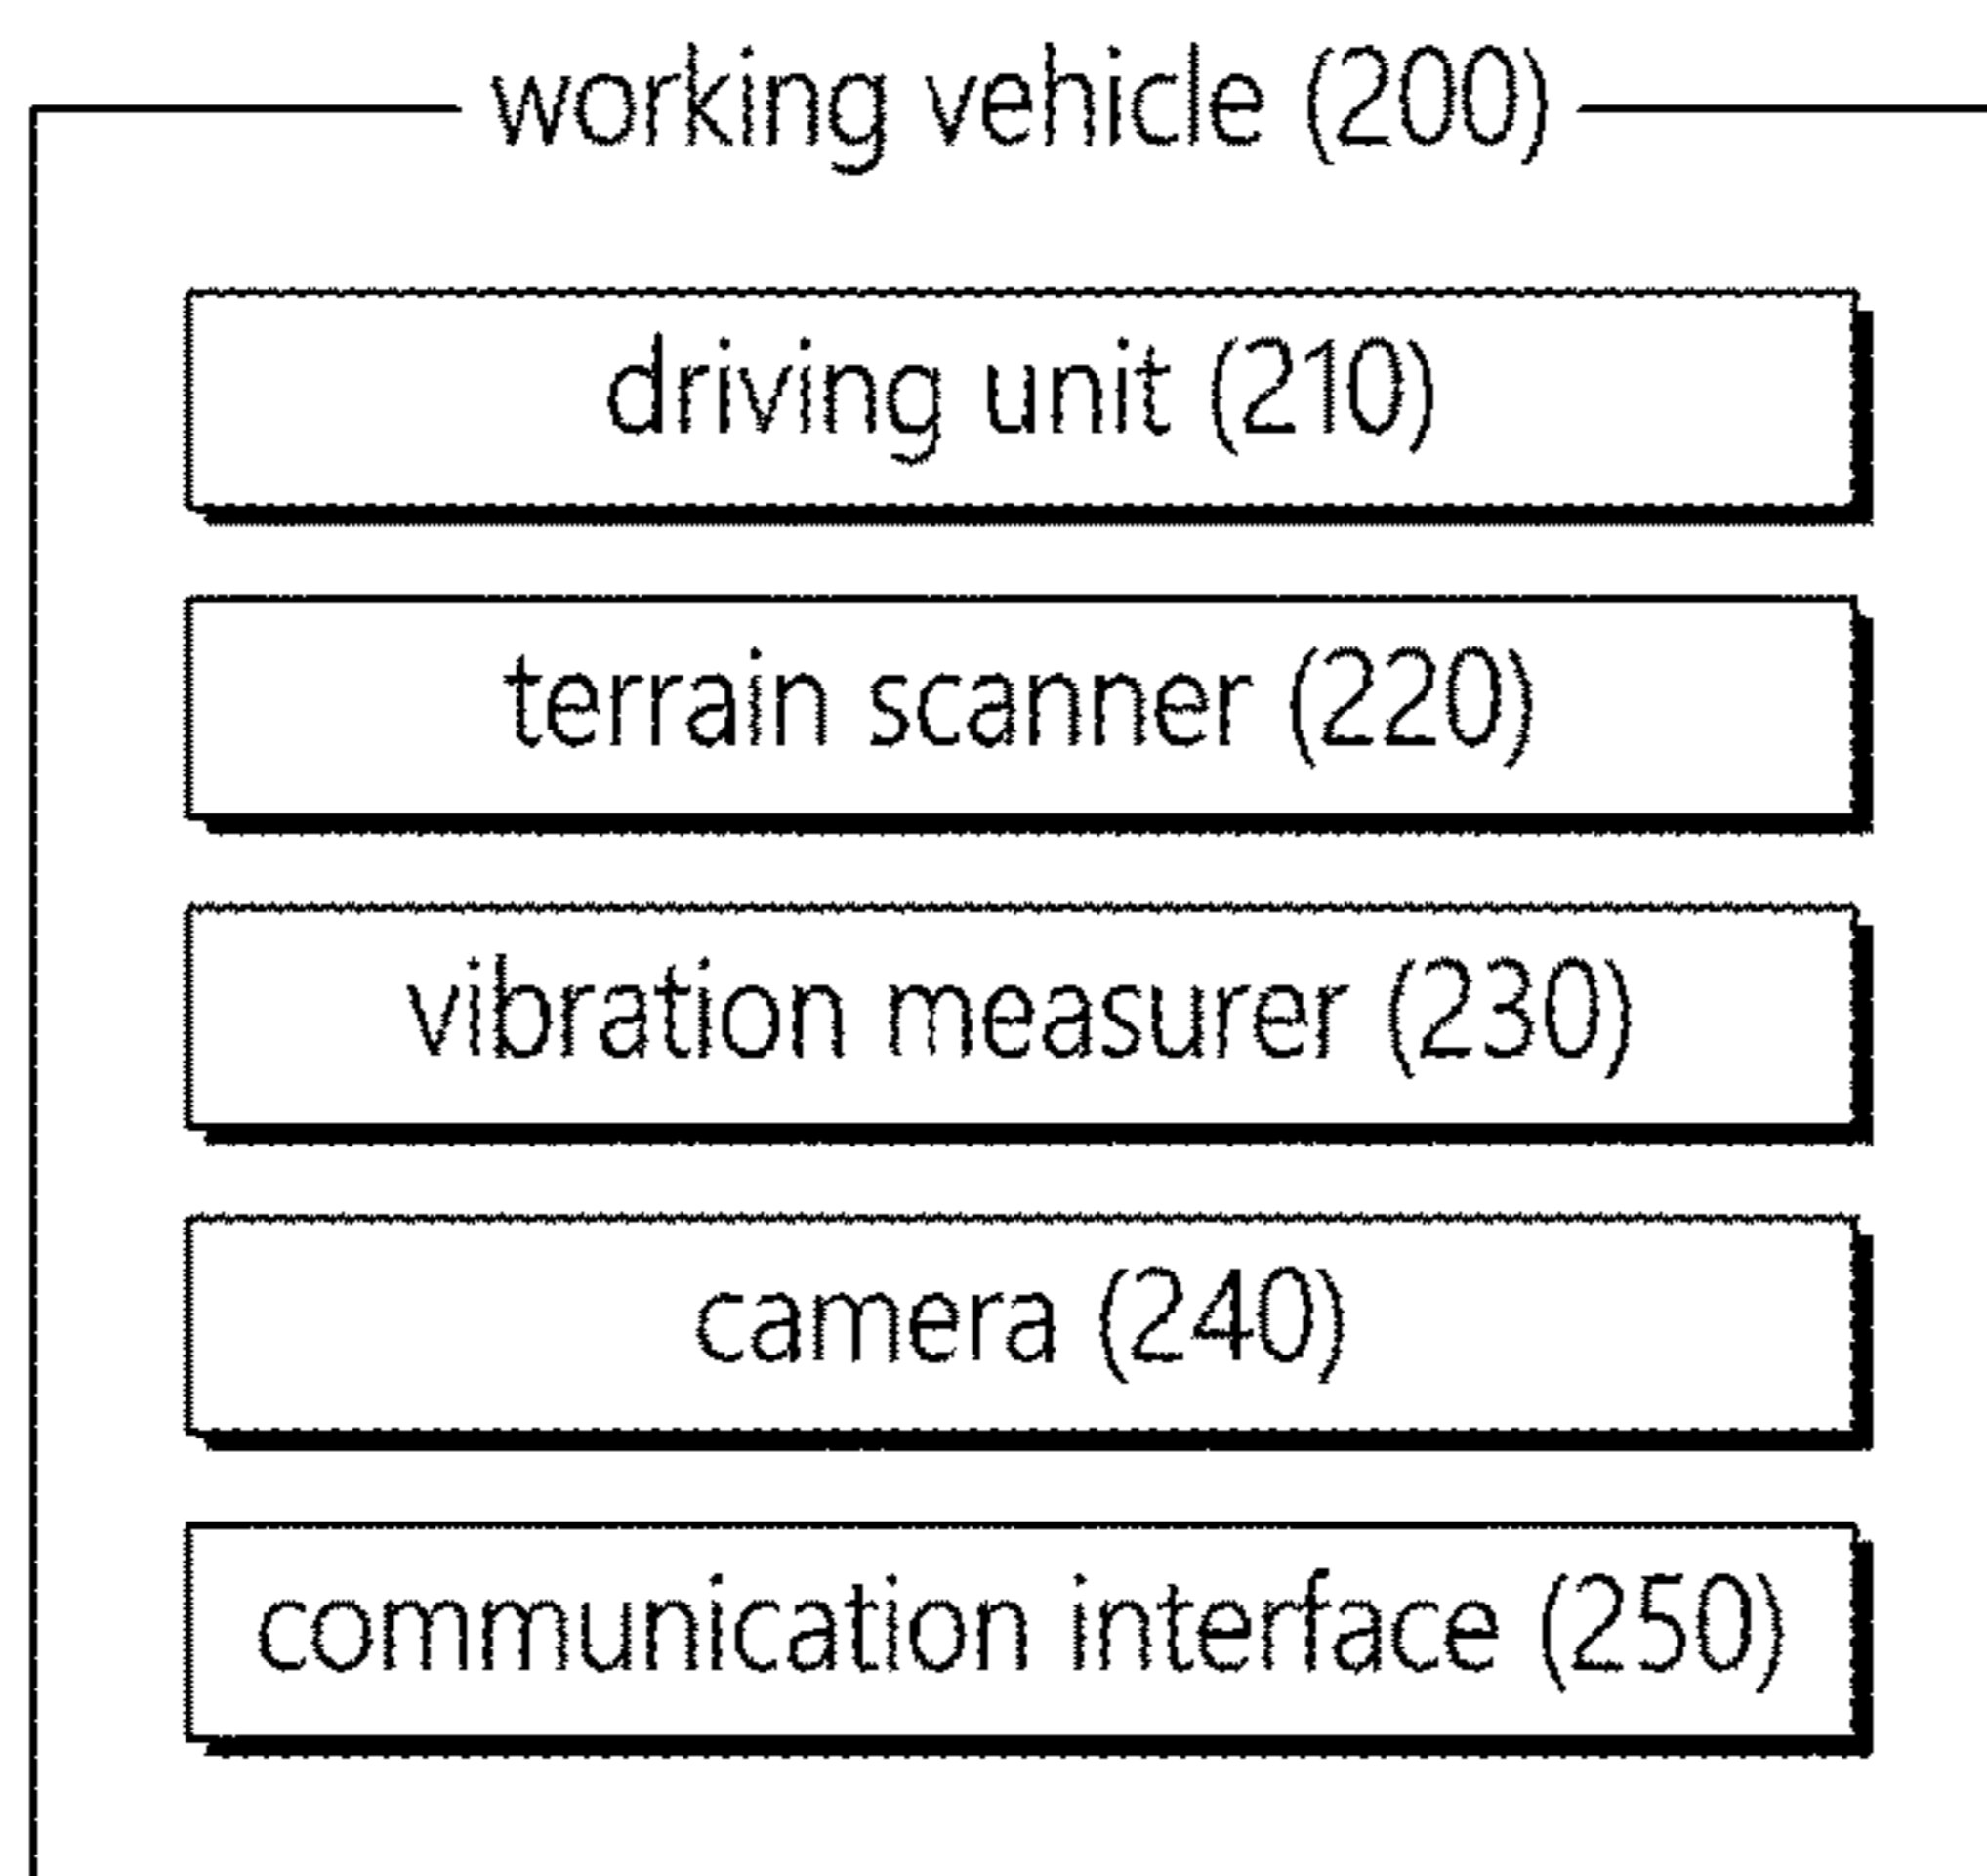 working vehicle (200)
driving unit (210)
terrain scanner (220)
vibration measurer (230)
camera (240)
communication interface (250)